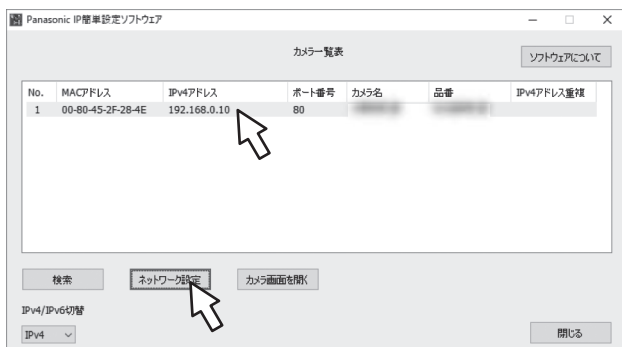 Panasonic IP簡単設定ソフトウェア
カメラ一覧表
ソフトウェアについて
No. MACアドレス IPv4アドレス ポート番号 カメラ名 品番 IPv4アドレス重複
1 00-80-45-2F-28-4E 192.168.0.10 80
検索 ネットワーク設定 カメラ画面を開く
IPv4/IPv6切替
IPv4 閉じる